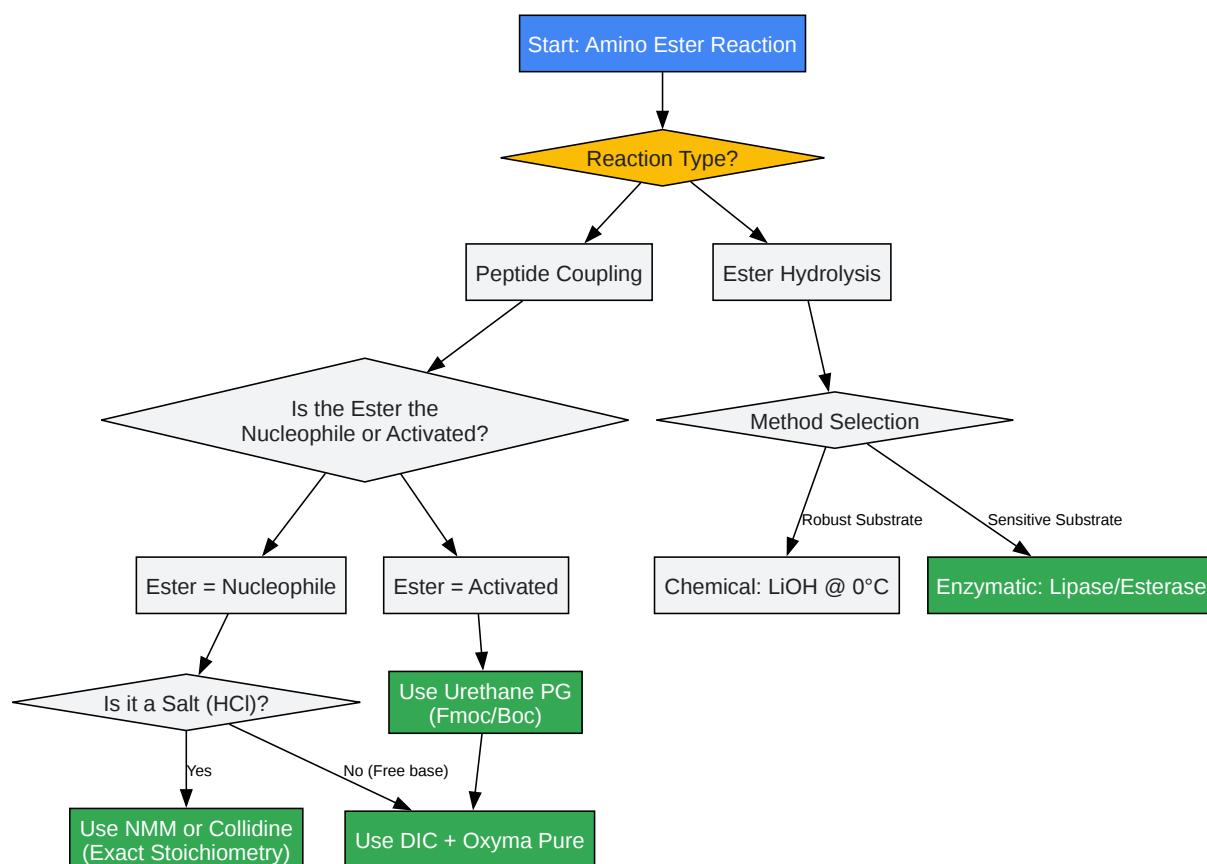 Start: Amino Ester Reaction
Reaction Type?
Peptide Coupling
Ester Hydrolysis
Is the Ester the
Nucleophile or Activated?
Method Selection
Robust Substrate
Sensitive Substrate
Ester = Nucleophile
Ester = Activated
Chemical: LiOH @ 0°C
Enzymatic: Lipase/Esterase
Is it a Salt (HCl)?
Use Urethane PG
(Fmoc/Boc)
Yes
No (Free base)
Use NMM or Collidine
(Exact Stoichiometry)
Use DIC + Oxyma Pure